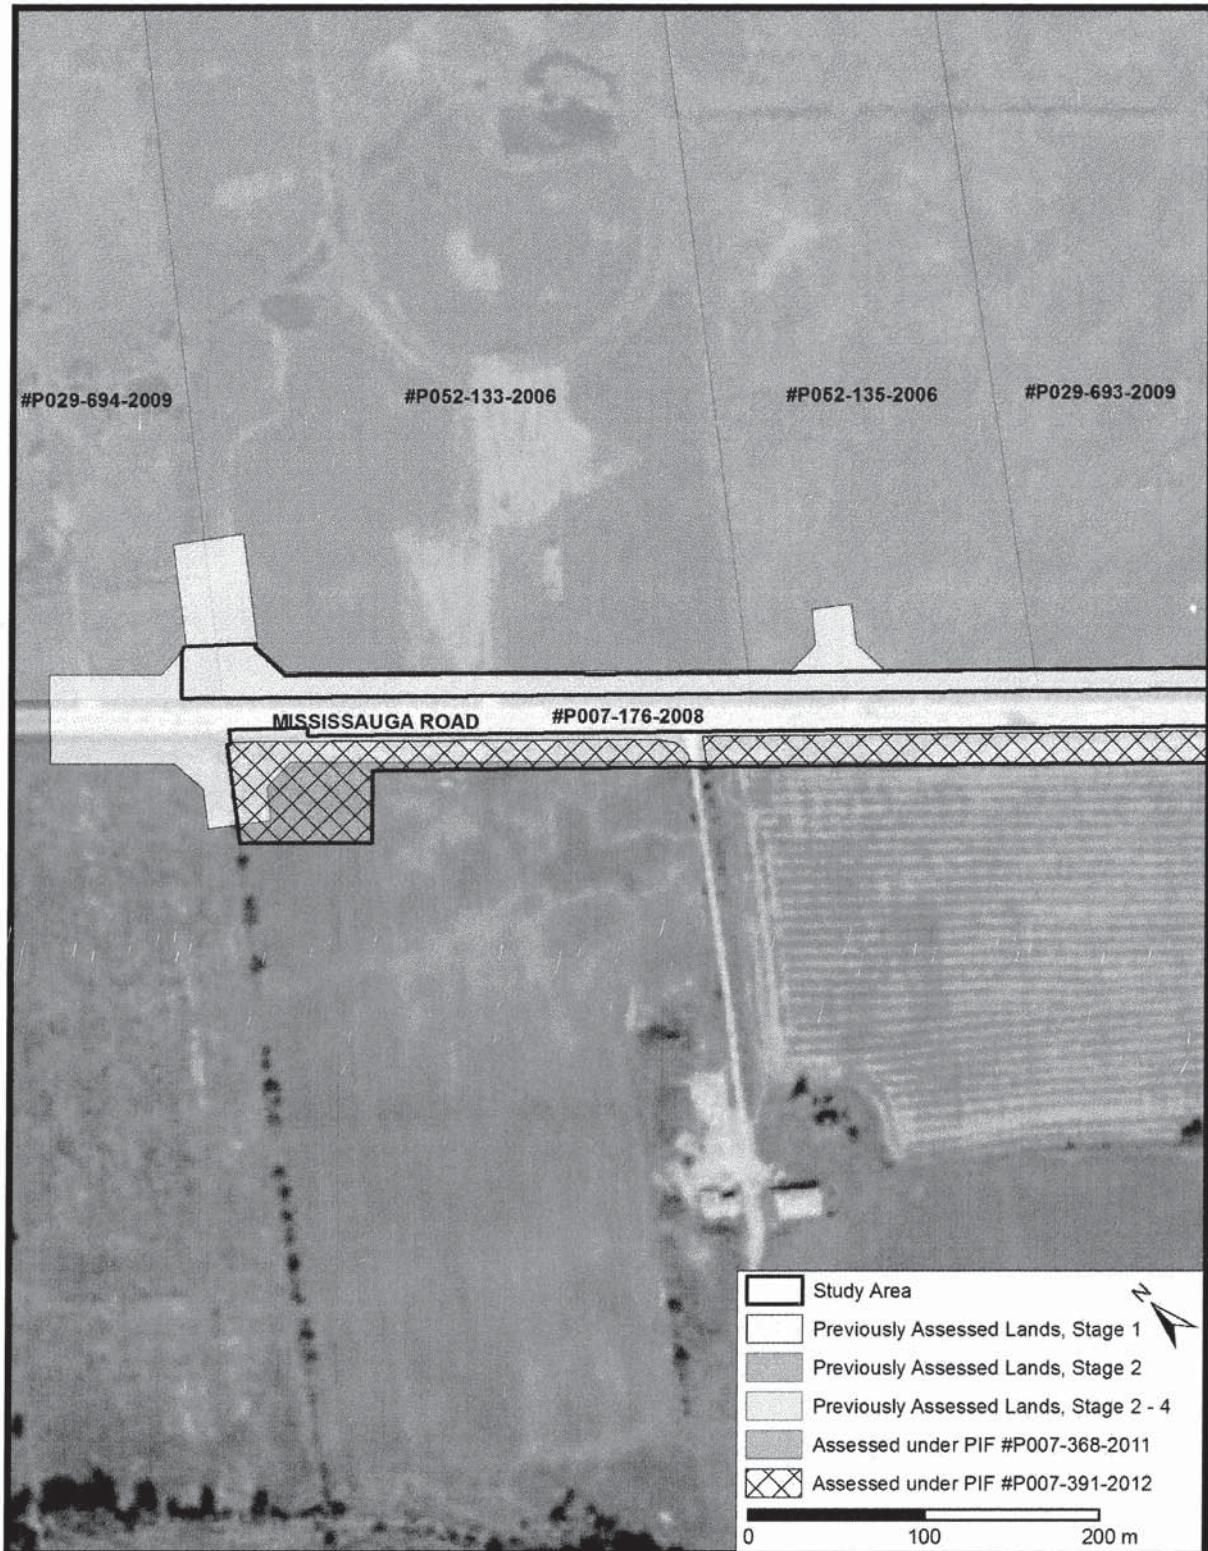 #P029-694-2009
#P052-133-2006
#P052-135-2006
#P029-693-2009
MISSISSAUGA ROAD
#P007-176-2008
Study Area
Previously Assessed Lands, Stage 1
Previously Assessed Lands, Stage 2
Previously Assessed Lands, Stage 2 - 4
Assessed under PIF #P007-368-2011
Assessed under PIF #P007-391-2012
N
0 100 200 m